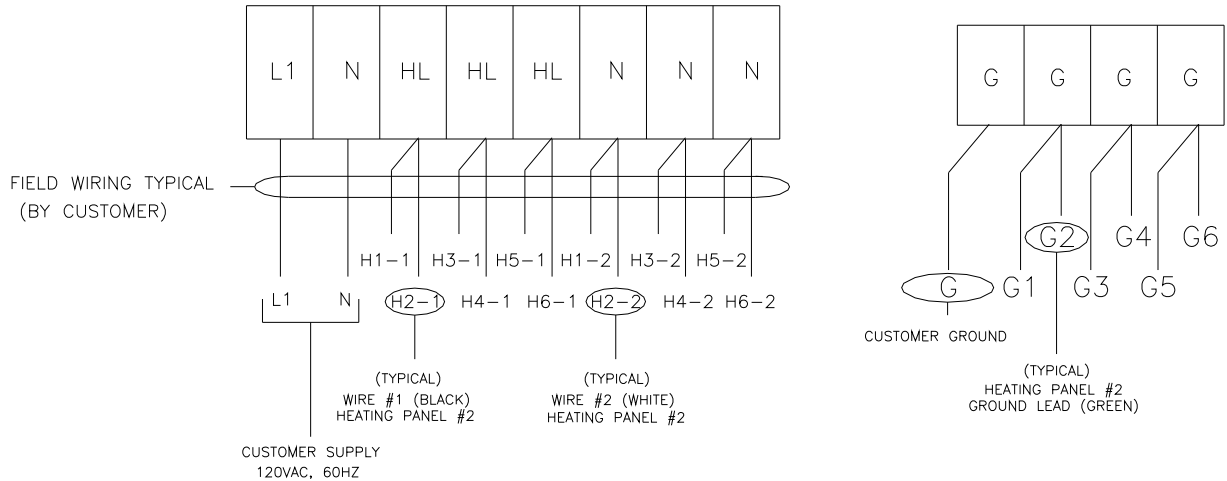 L1 N HL HL HL N N N
G G G G
FIELD WIRING TYPICAL
(BY CUSTOMER)
H1-1 H3-1 H5-1 H1-2 H3-2 H5-2
L1 N H2-1 H4-1 H6-1 H2-2 H4-2 H6-2
(TYPICAL)
WIRE #1 (BLACK)
HEATING PANEL #2
(TYPICAL)
WIRE #2 (WHITE)
HEATING PANEL #2
CUSTOMER SUPPLY
120VAC, 60HZ
G2 G4 G6
G G1 G3 G5
CUSTOMER GROUND
(TYPICAL)
HEATING PANEL #2
GROUND LEAD (GREEN)